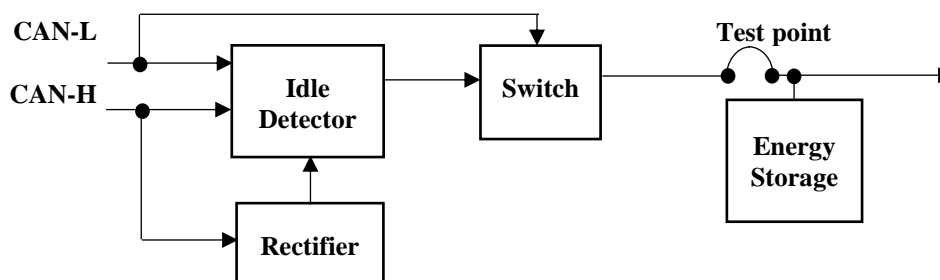 CAN-L
Test point
CAN-H
Idle
Detector
Switch
Energy
Storage
Rectifier